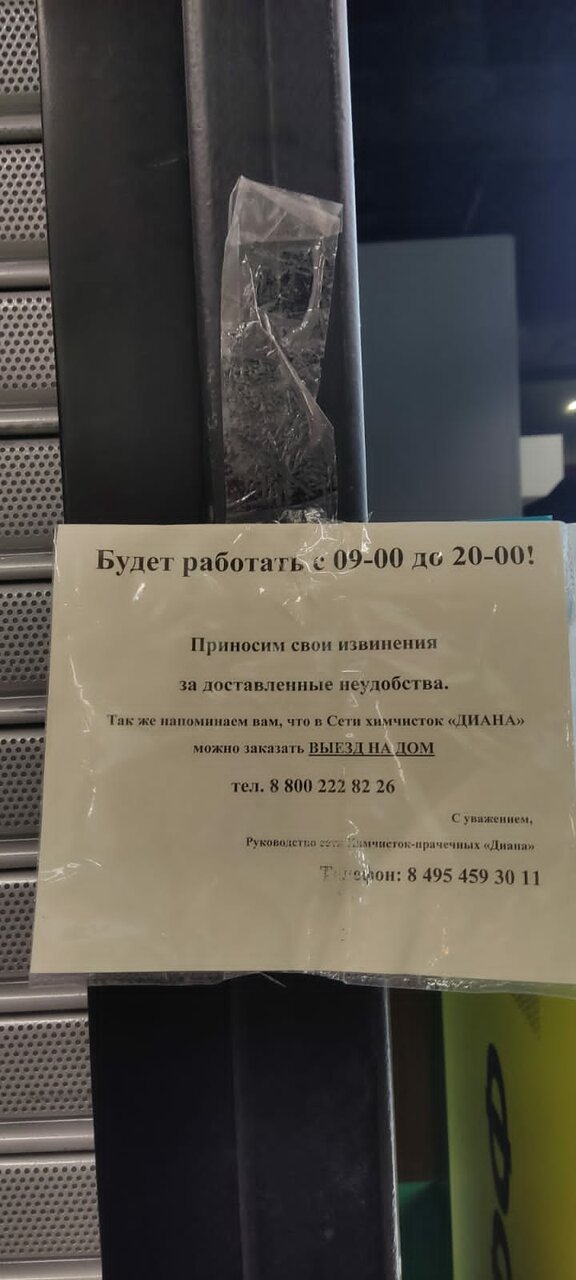 Будет работать с 09-00 до 20-00!
Приносим свои извинения
за доставленные неудобства.
Так же напоминаем вам, что в Сети химчисток «ДИАНА»
можно заказать ВЫЕЗД НА ДОМ
тел. 8 800 222 82 26
С уважением,
Руководство сети Химчисток-прачечных «Диана»
Телефон: 8 495 459 30 11